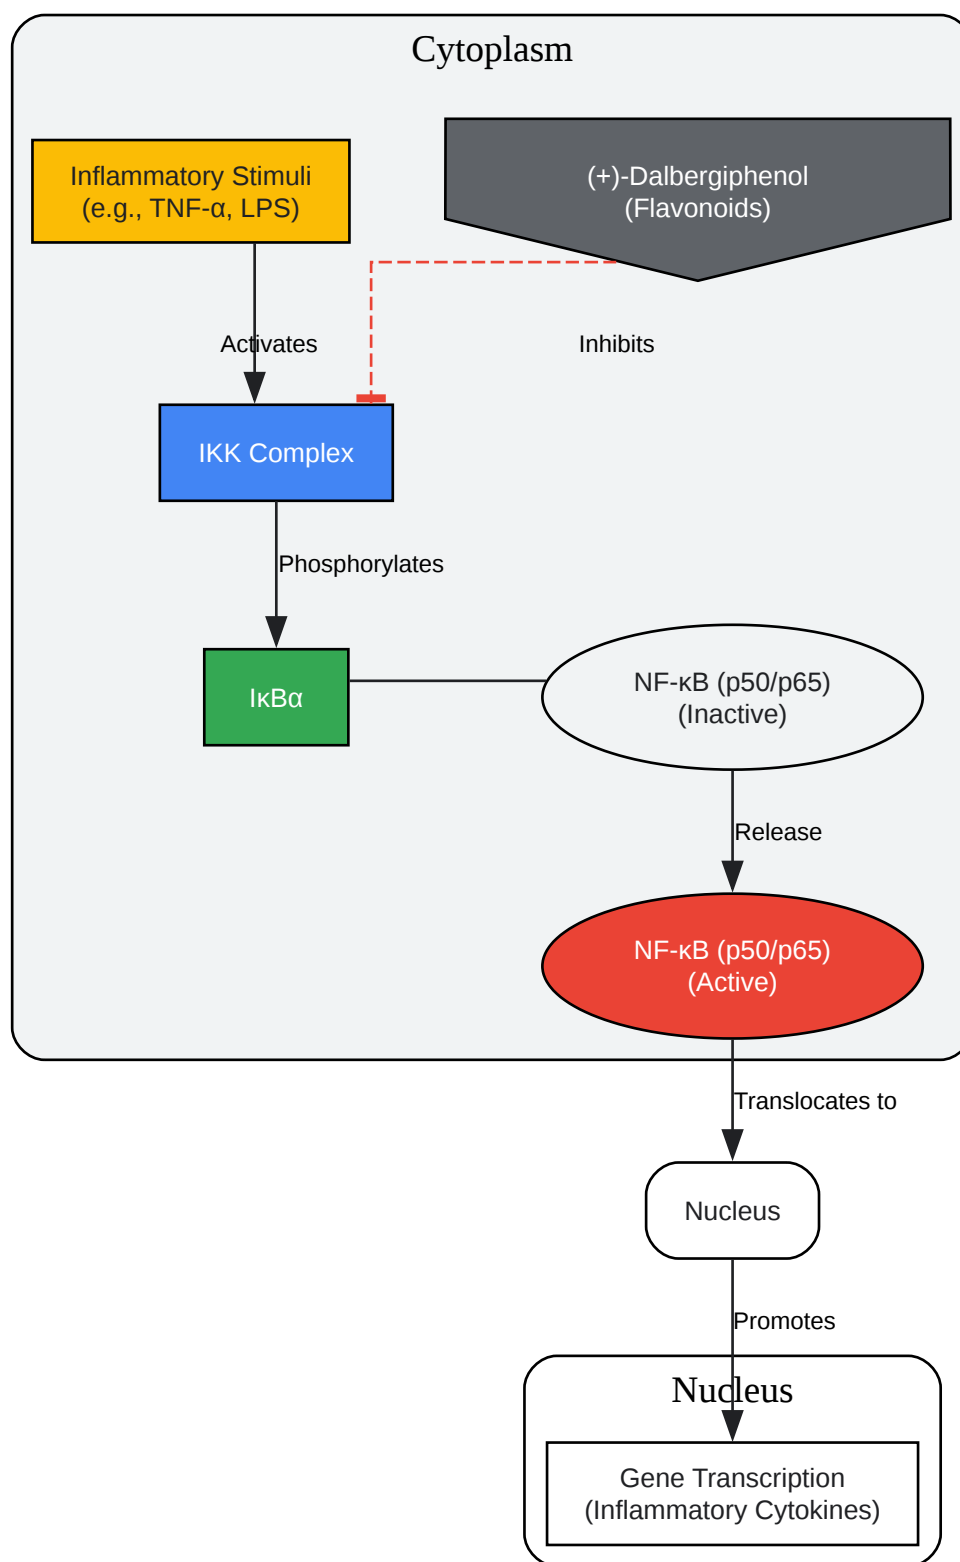 Cytoplasm
Inflammatory Stimuli
(e.g., TNF-α, LPS)
(+)-Dalbergiphenol
(Flavonoids)
Activates
Inhibits
IKK Complex
Phosphorylates
IκBα
NF-κB (p50/p65)
(Inactive)
Release
NF-κB (p50/p65)
(Active)
Translocates to
Nucleus
Promotes
Nucleus
Gene Transcription
(Inflammatory Cytokines)